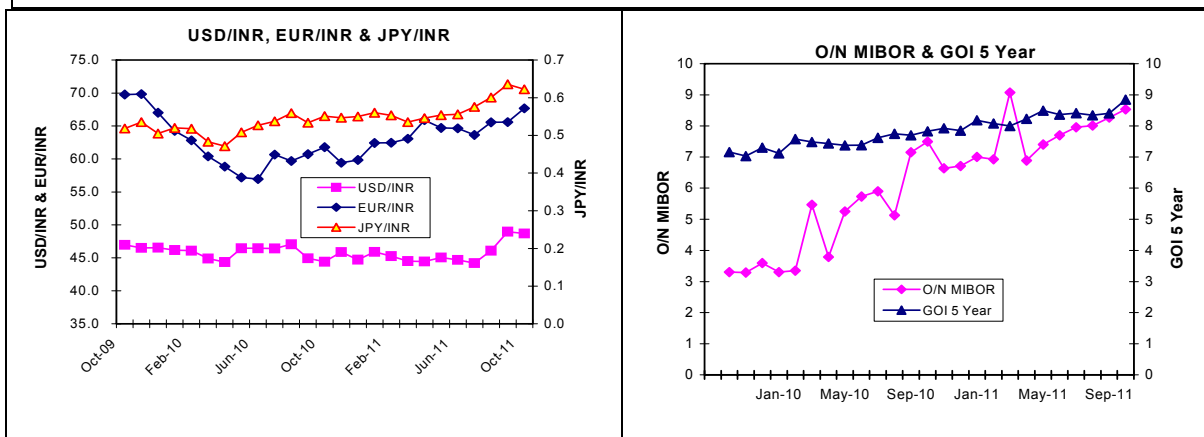 USD/INR, EUR/INR & JPY/INR
75.0
70.0
65.0
60.0
55.0
50.0
45.0
40.0
35.0
USD/INR & EUR/INR
0.7
0.6
0.5
0.4
0.3
0.2
0.1
0.0
JPY/INR
USD/INR
EUR/INR
JPY/INR
Oct-09
Feb-10
Jun-10
Oct-10
Feb-11
Jun-11
Oct-11
O/N MIBOR & GOI 5 Year
10
9
8
7
6
5
4
3
2
1
0
O/N MIBOR
10
9
8
7
6
5
4
3
2
1
0
GOI 5 Year
O/N MIBOR
GOI 5 Year
Jan-10
May-10
Sep-10
Jan-11
May-11
Sep-11